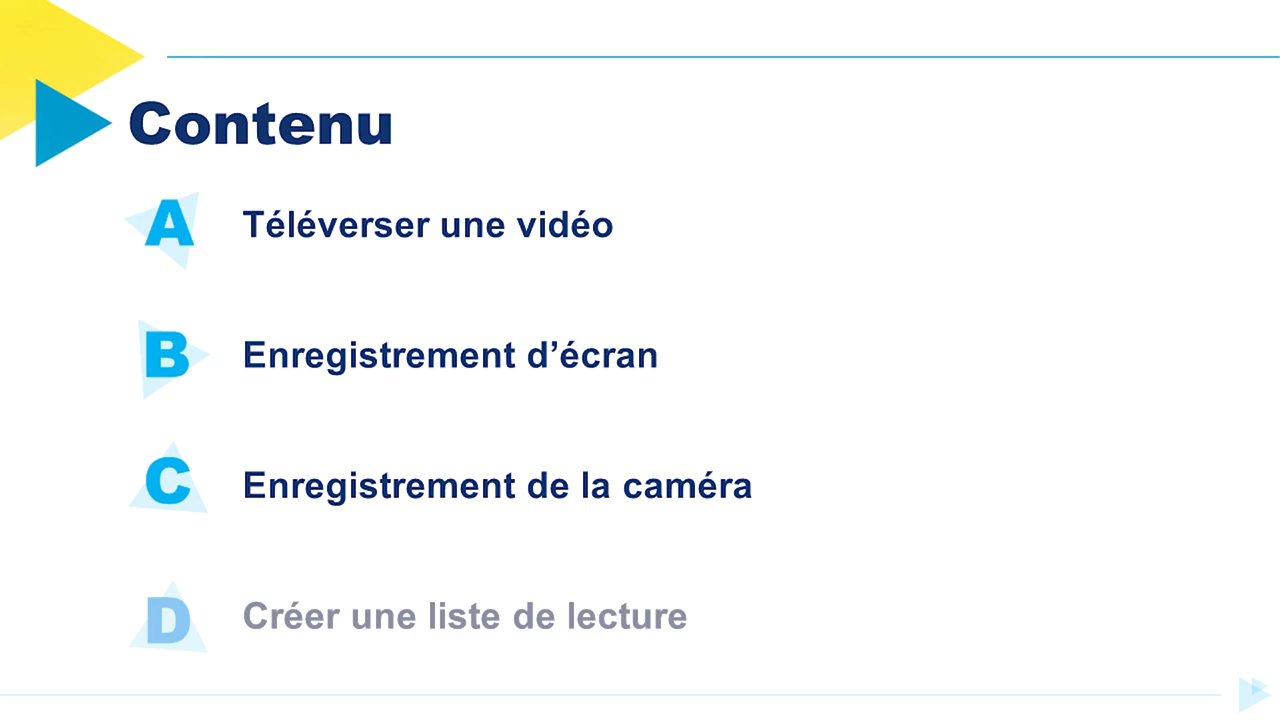 Contenu
A Téléverser une vidéo
B Enregistrement d’écran
C Enregistrement de la caméra
D Créer une liste de lecture